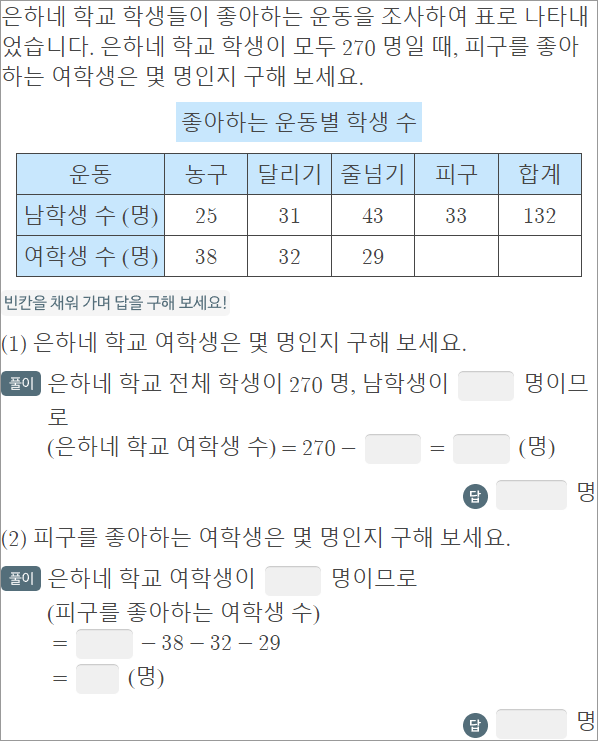 은하네 학교 학생들이 좋아하는 운동을 조사하여 표로 나타내
었습니다. 은하네 학교 학생이 모두 270 명일 때, 피구를 좋아
하는 여학생은 몇 명인지 구해 보세요.
좋아하는 운동별 학생 수
운동 농구 달리기 줄넘기 피구 합계
남학생 수 (명) 25 31 43 33 132
여학생 수 (명) 38 32 29
빈칸을 채워 가며 답을 구해 보세요!
(1) 은하네 학교 여학생은 몇 명인지 구해 보세요.
풀이 은하네 학교 전체 학생이 270 명, 남학생이 명이므
로
(은하네 학교 여학생 수) = 270 − = (명)
답 명
(2) 피구를 좋아하는 여학생은 몇 명인지 구해 보세요.
풀이 은하네 학교 여학생이 명이므로
(피구를 좋아하는 여학생 수)
= − 38 − 32 − 29
= (명)
답 명